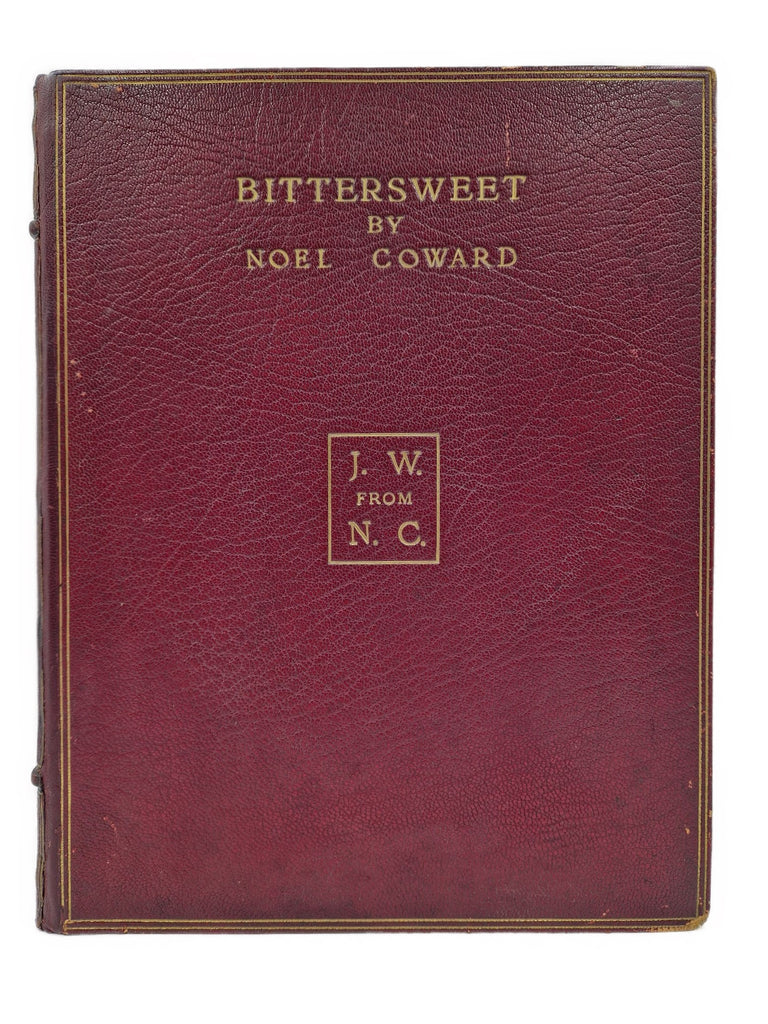 BITTERSWEET
BY
NOEL COWARD
J. W.
FROM
N. C.